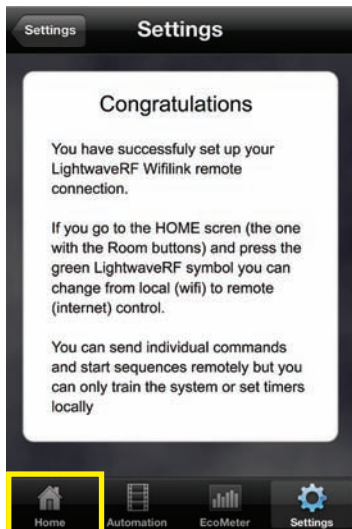 Settings
Settings
Congratulations
You have successfuly set up your
LightwaveRF Wifilink remote
connection.
If you go to the HOME scren (the one
with the Room buttons) and press the
green LightwaveRF symbol you can
change from local (wifi) to remote
(internet) control.
You can send individual commands
and start sequences remotely but you
can only train the system or set timers
locally
Home Automation EcoMeter Settings